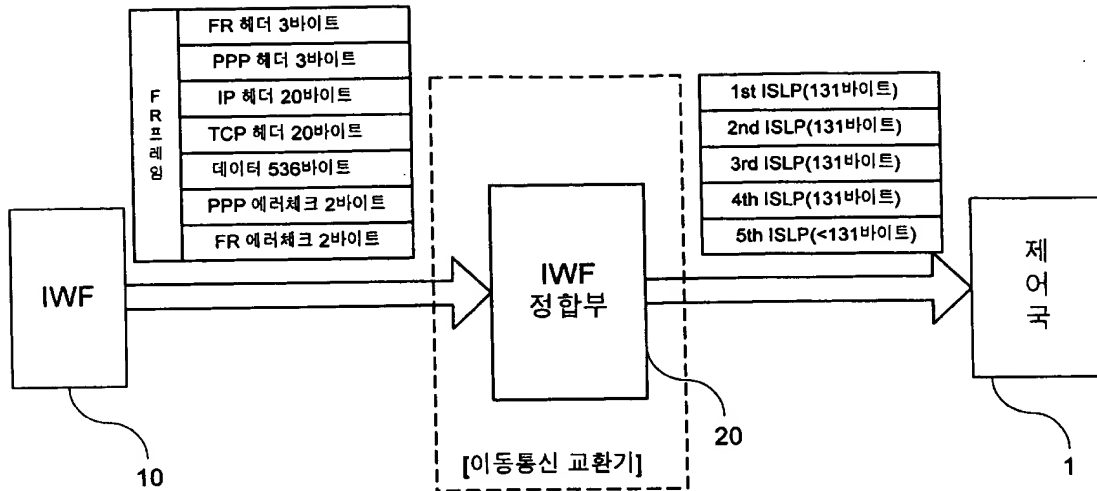 FR프레임
FR 헤더 3바이트
PPP 헤더 3바이트
IP 헤더 20바이트
TCP 헤더 20바이트
데이터 536바이트
PPP 에러체크 2바이트
FR 에러체크 2바이트
1st ISLP(131바이트)
2nd ISLP(131바이트)
3rd ISLP(131바이트)
4th ISLP(131바이트)
5th ISLP(<131바이트)
IWF
IWF
정합부
제어국
10
[이동통신 교환기]
20
1